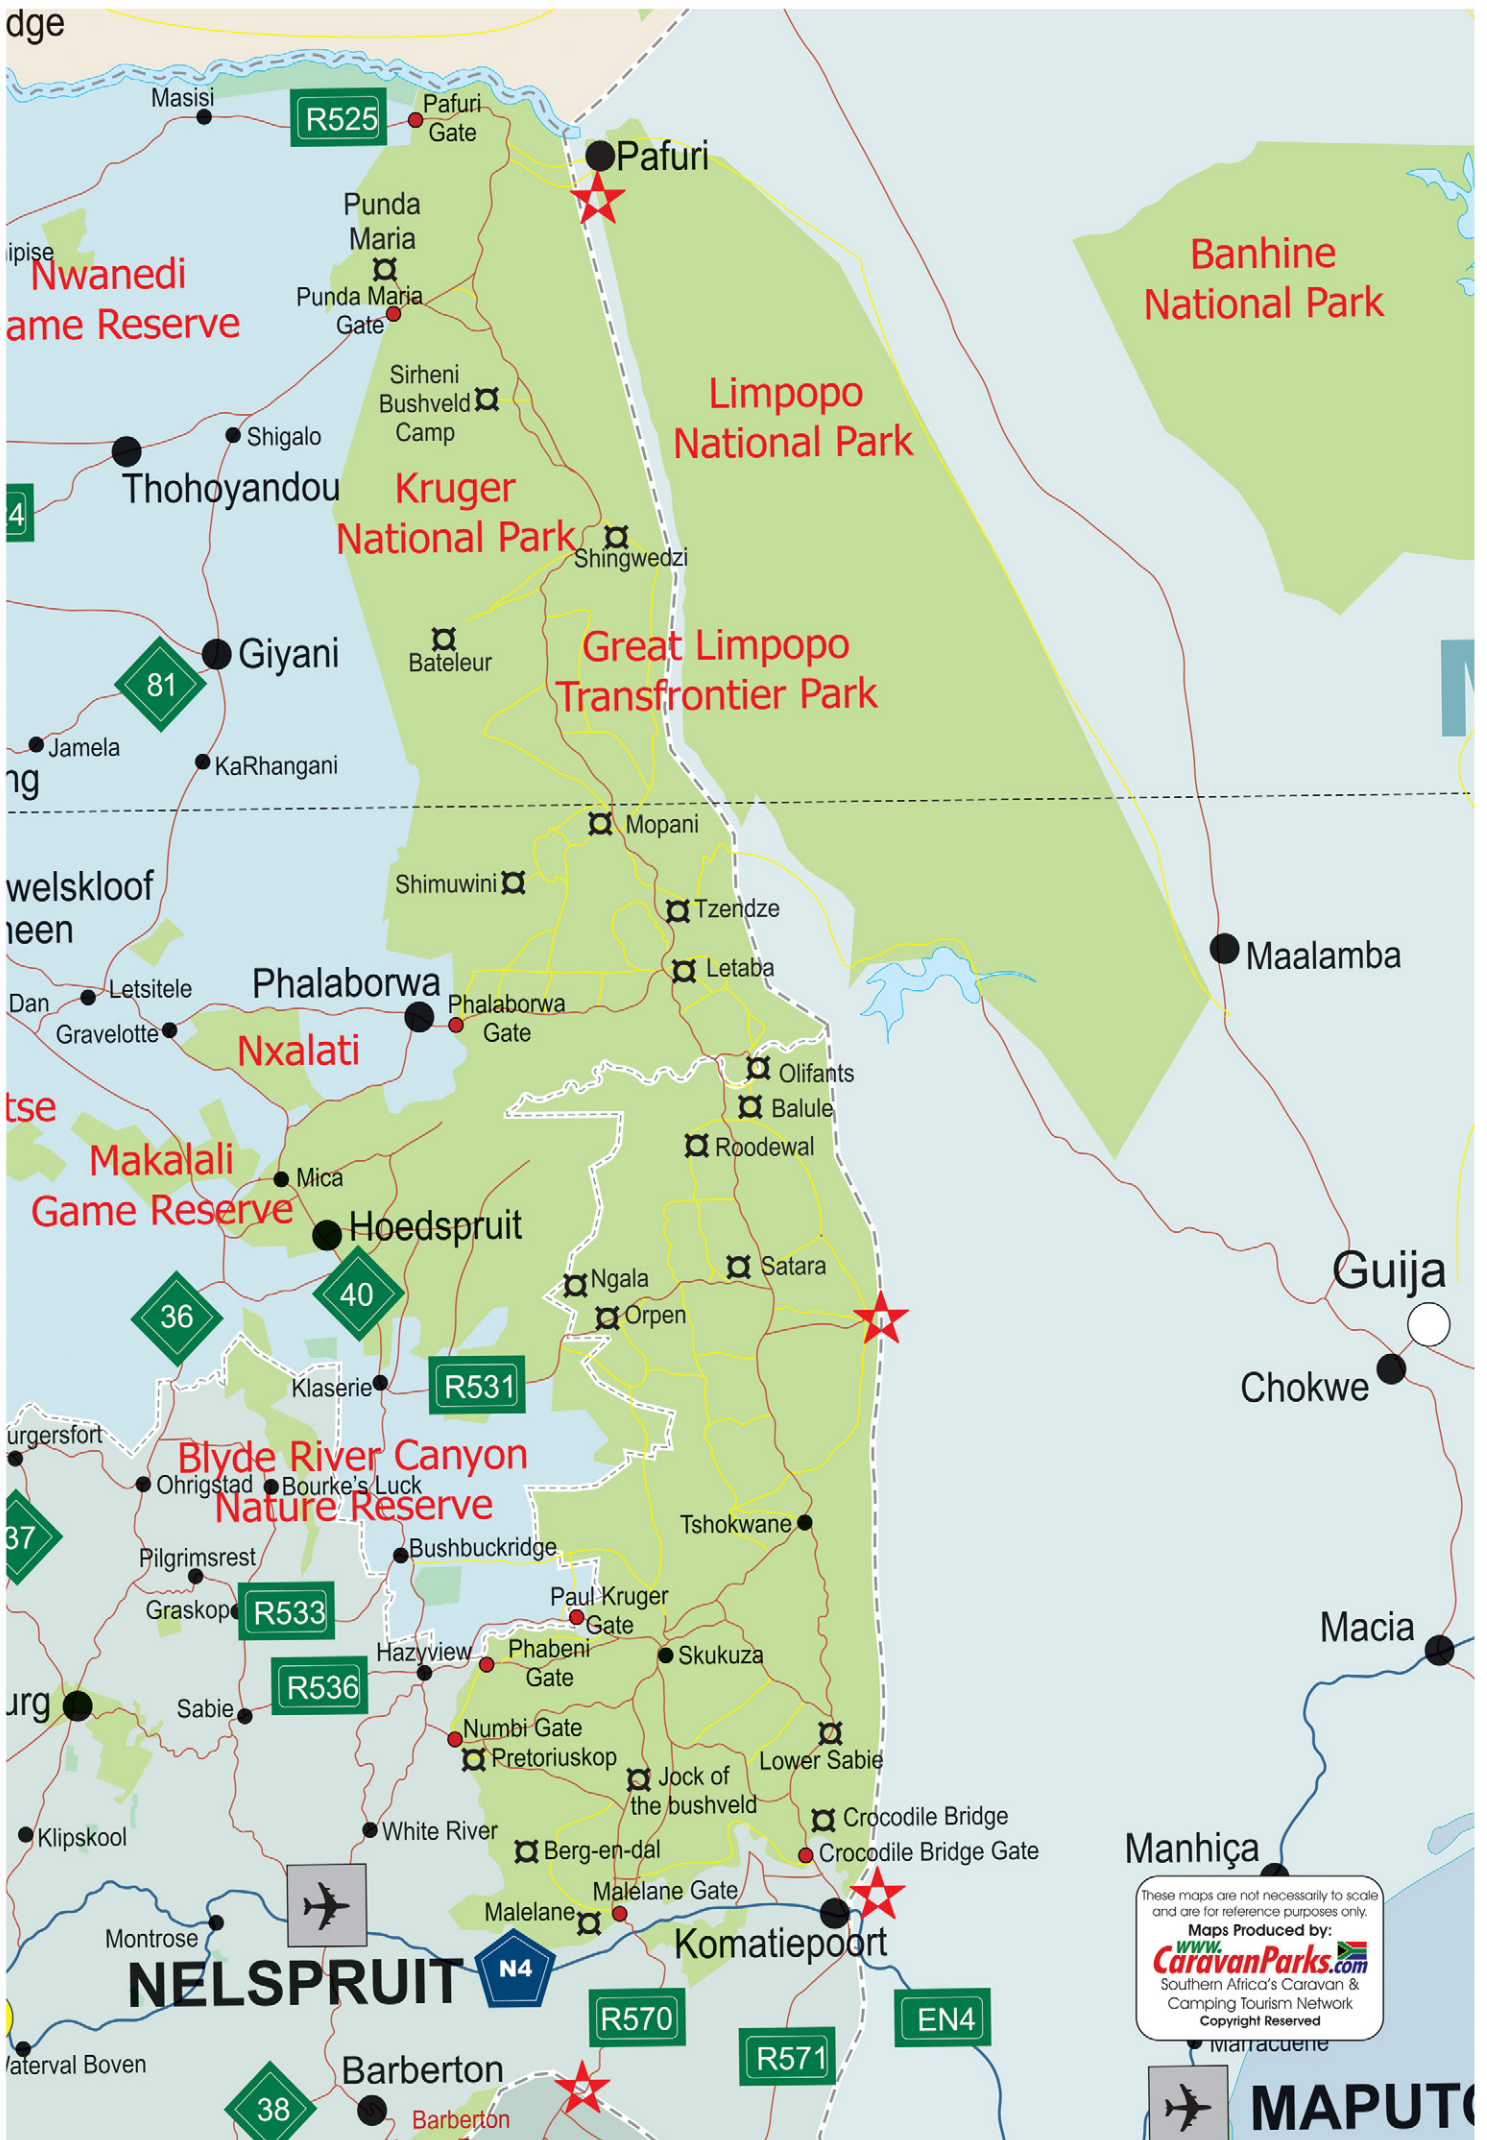 dge
Masisi
R525
Pafuri
Gate
Pafuri
Punda
Maria
Banhine
National Park
Nwanedi
ame Reserve
Punda Maria
Gate
Sirheni
Bushveld
Camp
Limpopo
National Park
Shigalo
Thohoyandou
Kruger
National Park
Shingwedzi
Giyani
81
Bateleur
Great Limpopo
Transfrontier Park
Jamela
KaRhangani
ng
Mopani
welskloof
Shimuwini
Tzendze
Maalamba
Letaba
Phalaborwa
Letsitele
Dan
Phalaborwa
Gate
Gravelotte
Nxalati
Olifants
tse
Balule
Makalali
Game Reserve
Roodewal
Mica
Hoedspruit
40
36
Satara
Ngala
Orpen
Guija
Klaserie
R531
Chokwe
urgersfort
Blyde River Canyon
Nature Reserve
Ohrigstad
Bourke's Luck
37
Tshokwane
Bushbuckridge
Pilgrimsrest
Graskop
R533
Paul Kruger
Gate
Macia
Hazyview
Phabeni
Gate
Skukuza
R536
urg
Sabie
Numbi Gate
Pretoriuskop
Lower Sabie
Jock of
the bushveld
Crocodile Bridge
Crocodile Bridge Gate
Klipskool
White River
Berg-en-dal
Manhiça
Malelane Gate
Malelane
Montrose
Komatiepoort
These maps are not necessarily to scale
and are for reference purposes only.
Maps Produced by:
www.
CaravanParks.com
Southern Africa's Caravan &
Camping Tourism Network
Copyright Reserved
NELSPRUIT
N4
R570
EN4
R571
Marracuene
Waterval Boven
Barberton
38
Barberton
MAPUTO